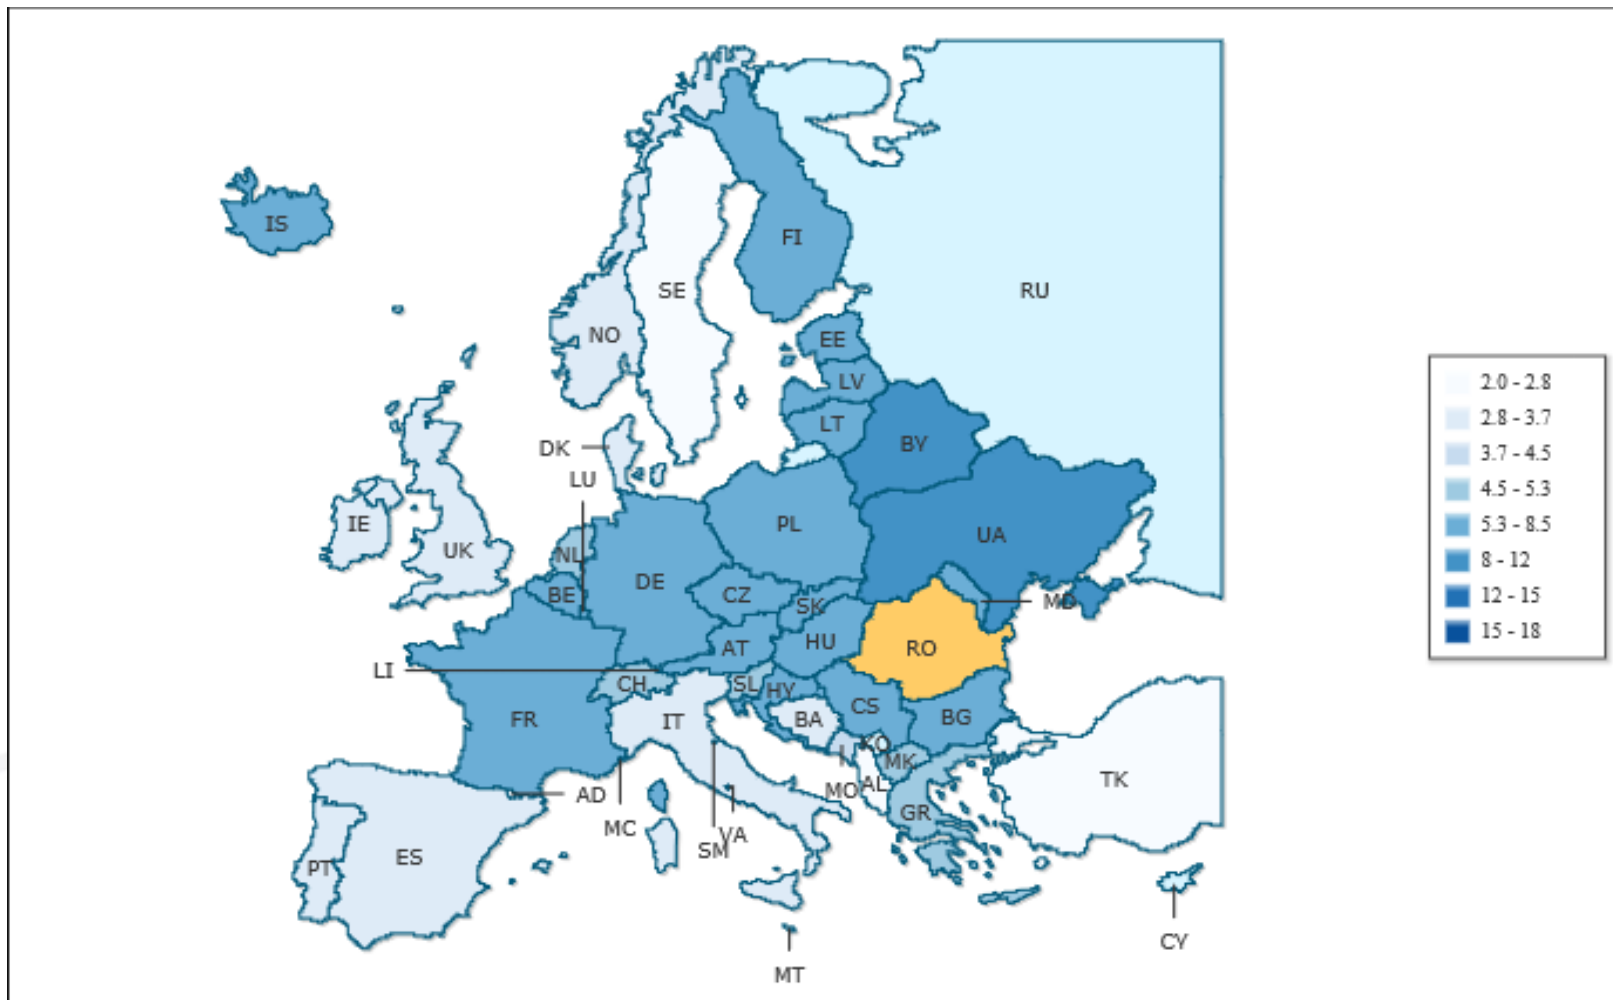 IS
FI
SE
RU
NO
EE
LV
LT
BY
DK
LU
IE
UK
NL
BE
DE
PL
UA
CZ
SK
MD
AT
HU
RO
LI
CH
SL
HY
CS
BG
FR
IT
BA
KO
MK
MO
AL
GR
TK
AD
MC
SM
VA
PT
ES
CY
MT
2.0 - 2.8
2.8 - 3.7
3.7 - 4.5
4.5 - 5.3
5.3 - 8.5
8 - 12
12 - 15
15 - 18